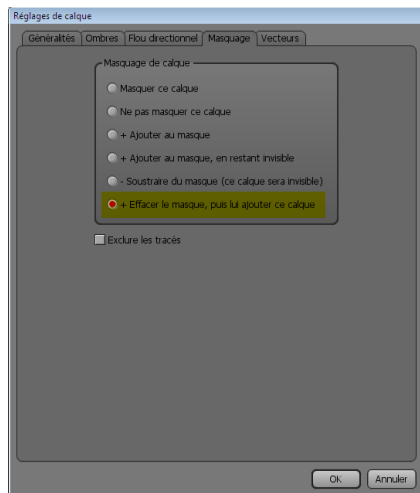 Réglages de calque
Généralités Ombres Flou directionnel Masquage Vecteurs
Masquage de calque
Masquer ce calque
Ne pas masquer ce calque
+ Ajouter au masque
+ Ajouter au masque, en restant invisible
- Soustraire du masque (ce calque sera invisible)
+ Effacer le masque, puis lui ajouter ce calque
Exclure les tracés
OK Annuler